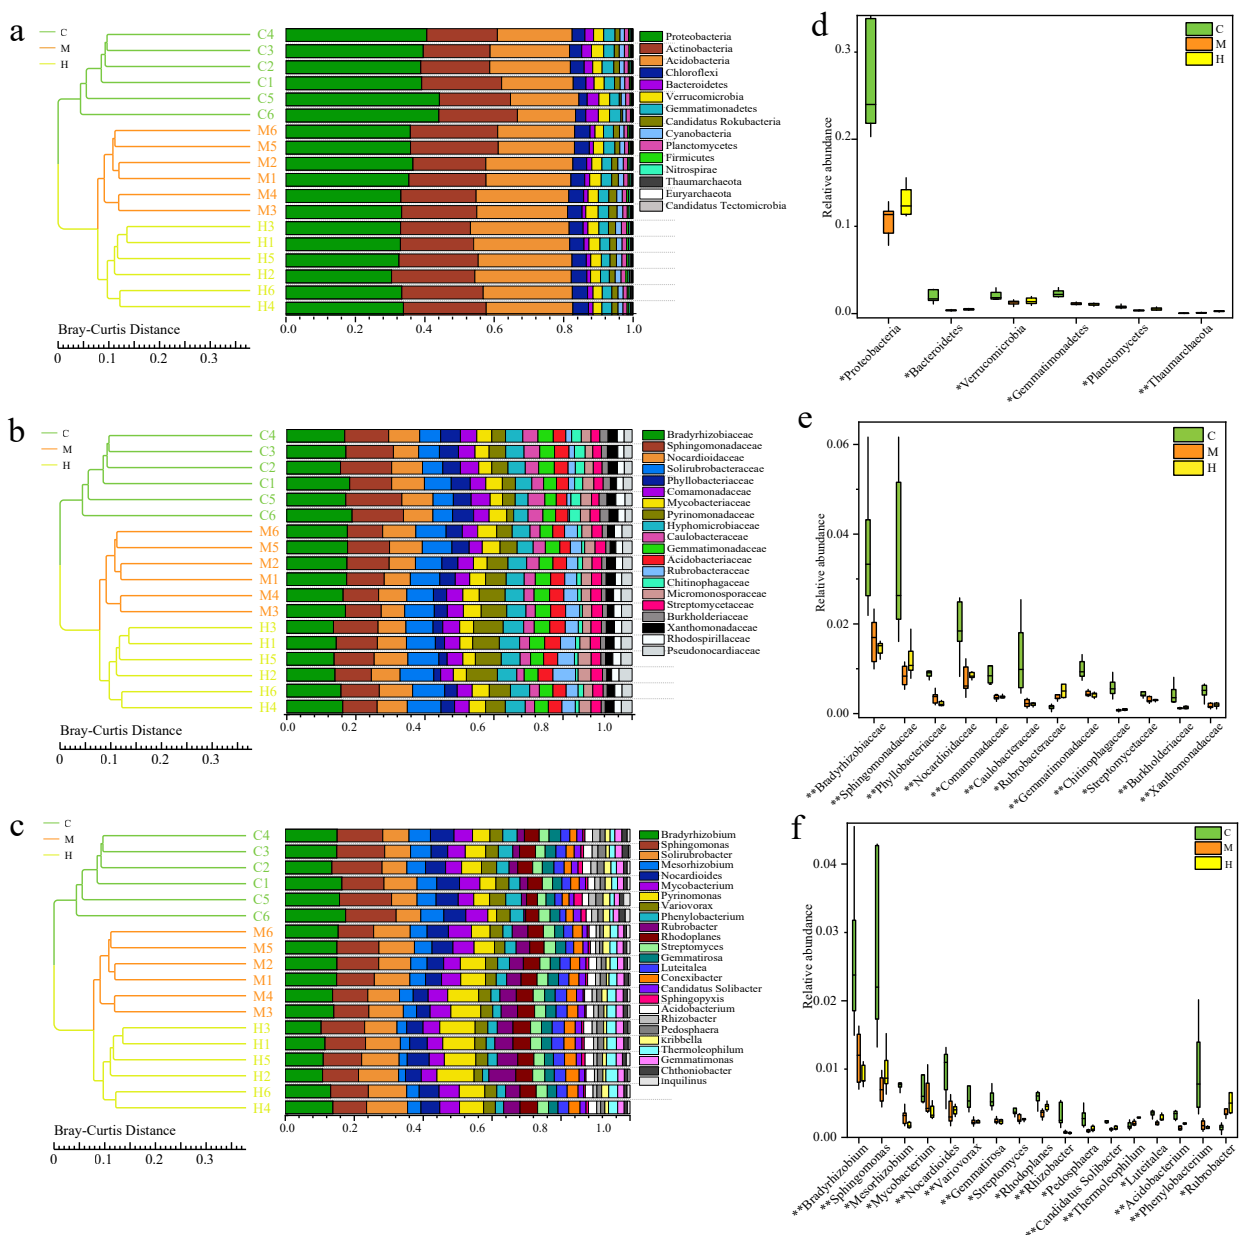 a
C
M
H
C4
C3
C2
C1
C5
C6
M6
M5
M2
M1
M4
M3
H3
H1
H5
H2
H6
H4
Bray-Curtis Distance
0 0.1 0.2 0.3
0.0 0.2 0.4 0.6 0.8 1.0
Proteobacteria
Actinobacteria
Acidobacteria
Chloroflexi
Bacteroidetes
Verrucomicrobia
Gemmatimonadetes
Candidatus Rokubacteria
Cyanobacteria
Planctomycetes
Firmicutes
Nitrospirae
Thaumarchaeota
Euryarchaeota
Candidatus Tectomicrobia
d
C
M
H
Relative abundance
0.3
0.2
0.1
0.0
*Proteobacteria
*Bacteroidetes
*Verrucomicrobia
*Gemmatimonadetes
*Planctomycetes
**Thaumarchaeota
b
C
M
H
C4
C3
C2
C1
C5
C6
M6
M5
M2
M1
M4
M3
H3
H1
H5
H2
H6
H4
Bray-Curtis Distance
0 0.1 0.2 0.3
0.0 0.2 0.4 0.6 0.8 1.0
Bradyrhizobiaceae
Sphingomonadaceae
Nocardioidaceae
Solirubrobacteraceae
Phyllobacteriaceae
Comamonadaceae
Mycobacteriaceae
Pyrinomonadaceae
Hyphomicrobiaceae
Caulobacteraceae
Gemmatimonadaceae
Acidobacteriaceae
Rubrobacteraceae
Chitinophagaceae
Micromonosporaceae
Streptomycetaceae
Burkholderiaceae
Xanthomonadaceae
Rhodospirillaceae
Pseudonocardiaceae
e
C
M
H
Relative abundance
0.06
0.04
0.02
0.00
**Bradyrhizobiaceae
**Sphingomonadaceae
**Phyllobacteriaceae
**Nocardioidaceae
**Comamonadaceae
**Caulobacteraceae
*Rubrobacteraceae
**Gemmatimonadaceae
**Chitinophagaceae
*Streptomycetaceae
**Burkholderiaceae
**Xanthomonadaceae
c
C
M
H
C4
C3
C2
C1
C5
C6
M6
M5
M2
M1
M4
M3
H3
H1
H5
H2
H6
H4
Bray-Curtis Distance
0 0.1 0.2 0.3
0.0 0.2 0.4 0.6 0.8 1.0
Bradyrhizobium
Sphingomonas
Solirubrobacter
Mesorhizobium
Nocardioides
Mycobacterium
Pyrinomonas
Variovorax
Phenylobacterium
Rubrobacter
Rhodoplanes
Streptomyces
Gemmatirosa
Luteitalea
Conexibacter
Candidatus Solibacter
Sphingopyxis
Acidobacterium
Rhizobacter
Pedosphaera
Kribbella
Thermoleophilum
Gemmatimonas
Chthoniobacter
Inquilinus
f
C
M
H
Relative abundance
0.04
0.03
0.02
0.01
0.00
**Bradyrhizobium
**Sphingomonas
*Mesorhizobium
*Mycobacterium
**Nocardioides
**Variovorax
**Gemmatirosa
*Streptomyces
*Rhodoplanes
**Rhizobacter
*Pedosphaera
**Candidatus Solibacter
**Thermoleophilum
*Luteitalea
**Acidobacterium
**Phenylobacterium
*Rubrobacter